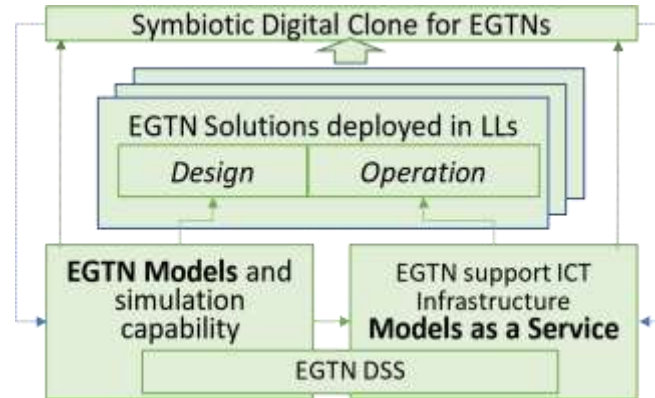 Symbiotic Digital Clone for EGTNs
EGTN Solutions deployed in LLs
Design
Operation
EGTN Models and
simulation
capability
EGTN support ICT
Infrastructure
Models as a Service
EGTN DSS